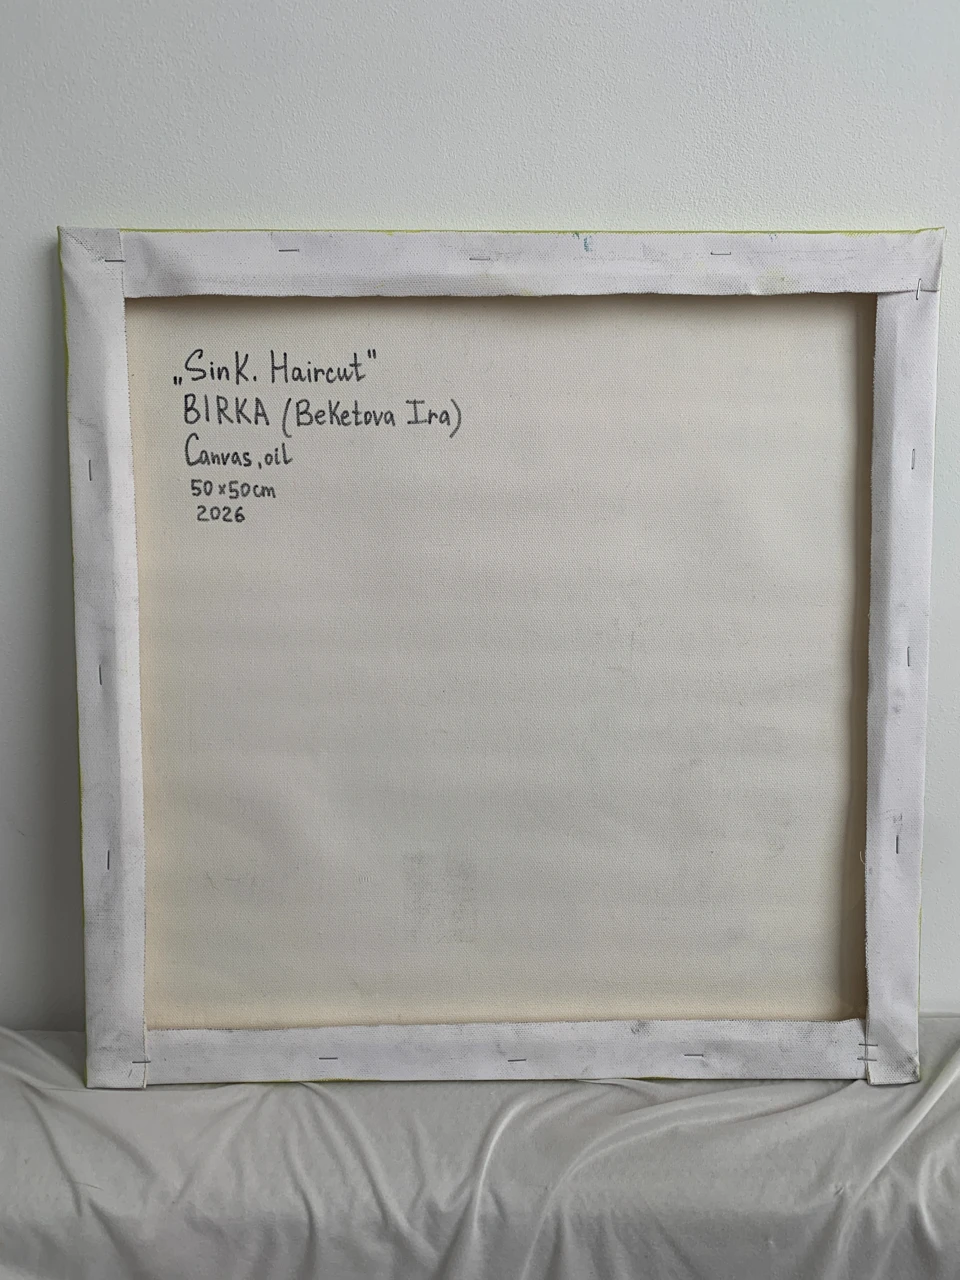 „Sink. Haircut"
BIRKA (Beketova Ira)
Canvas, oil
50x50cm
2026